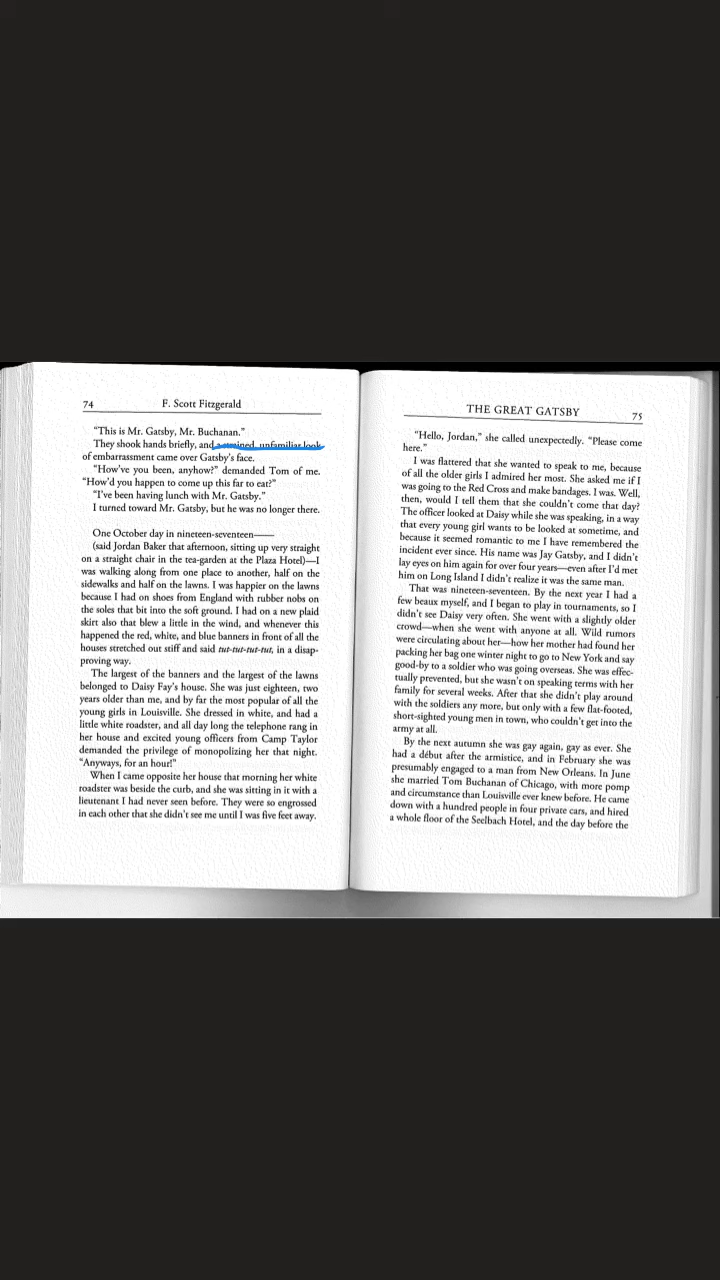 74
F. Scott Fitzgerald
"This is Mr. Gatsby, Mr. Buchanan."
They shook hands briefly, and a strained, unfamiliar look
of embarrassment came over Gatsby's face.
"How've you been, anyhow?" demanded Tom of me.
"How'd you happen to come up this far to eat?"
"I've been having lunch with Mr. Gatsby."
I turned toward Mr. Gatsby, but he was no longer there.
One October day in nineteen-seventeen——
(said Jordan Baker that afternoon, sitting up very straight
on a straight chair in the tea-garden at the Plaza Hotel)—I
was walking along from one place to another, half on the
sidewalks and half on the lawns. I was happier on the lawns
because I had on shoes from England with rubber nobs on
the soles that bit into the soft ground. I had on a new plaid
skirt also that blew a little in the wind, and whenever this
happened the red, white, and blue banners in front of all the
houses stretched out stiff and said tut-tut-tut-tut, in a disap-
proving way.
The largest of the banners and the largest of the lawns
belonged to Daisy Fay's house. She was just eighteen, two
years older than me, and by far the most popular of all the
young girls in Louisville. She dressed in white, and had a
little white roadster, and all day long the telephone rang in
her house and excited young officers from Camp Taylor
demanded the privilege of monopolizing her that night.
"Anyways, for an hour!"
When I came opposite her house that morning her white
roadster was beside the curb, and she was sitting in it with a
lieutenant I had never seen before. They were so engrossed
in each other that she didn't see me until I was five feet away.
THE GREAT GATSBY
75
"Hello, Jordan," she called unexpectedly. "Please come
here."
I was flattered that she wanted to speak to me, because
of all the older girls I admired her most. She asked me if I
was going to the Red Cross and make bandages. I was. Well,
then, would I tell them that she couldn't come that day?
The officer looked at Daisy while she was speaking, in a way
that every young girl wants to be looked at sometime, and
because it seemed romantic to me I have remembered the
incident ever since. His name was Jay Gatsby, and I didn't
lay eyes on him again for over four years—even after I'd met
him on Long Island I didn't realize it was the same man.
That was nineteen-seventeen. By the next year I had a
few beaux myself, and I began to play in tournaments, so I
didn't see Daisy very often. She went with a slightly older
crowd—when she went with anyone at all. Wild rumors
were circulating about her—how her mother had found her
packing her bag one winter night to go to New York and say
good-by to a soldier who was going overseas. She was effec-
tually prevented, but she wasn't on speaking terms with her
family for several weeks. After that she didn't play around
with the soldiers any more, but only with a few flat-footed,
short-sighted young men in town, who couldn't get into the
army at all.
By the next autumn she was gay again, gay as ever. She
had a début after the armistice, and in February she was
presumably engaged to a man from New Orleans. In June
she married Tom Buchanan of Chicago, with more pomp
and circumstance than Louisville ever knew before. He came
down with a hundred people in four private cars, and hired
a whole floor of the Seelbach Hotel, and the day before the